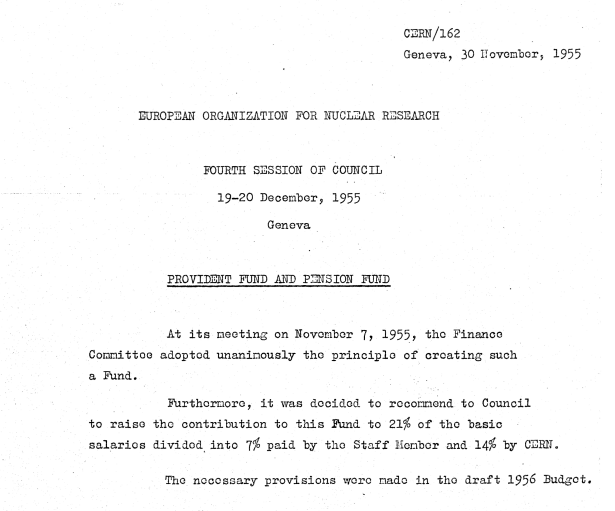 CERN/162
Geneva, 30 November, 1955
EUROPEAN ORGANIZATION FOR NUCLEAR RESEARCH
FOURTH SESSION OF COUNCIL
19-20 December, 1955
Geneva
PROVIDENT FUND AND PENSION FUND
At its meeting on November 7, 1955, the Finance
Committee adopted unanimously the principle of creating such
a Fund.
Furthermore, it was decided to recommend to Council
to raise the contribution to this Fund to 21% of the basic
salaries divided into 7% paid by the Staff Member and 14% by CERN.
The necessary provisions were made in the draft 1956 Budget.